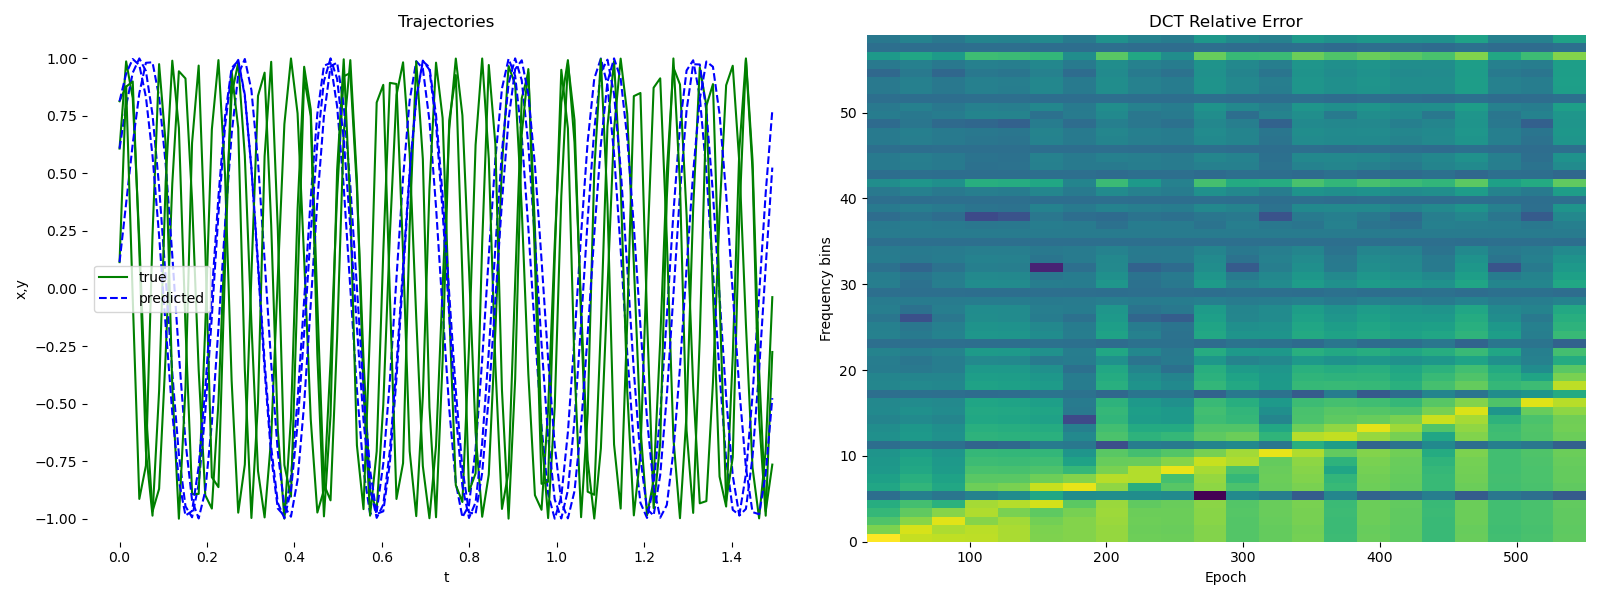 Trajectories
1.00
0.75
0.50
0.25
0.00
−0.25
−0.50
−0.75
−1.00
x,y
true
predicted
0.0 0.2 0.4 0.6 0.8 1.0 1.2 1.4
t
DCT Relative Error
50
40
30
20
10
0
Frequency bins
100 200 300 400 500
Epoch